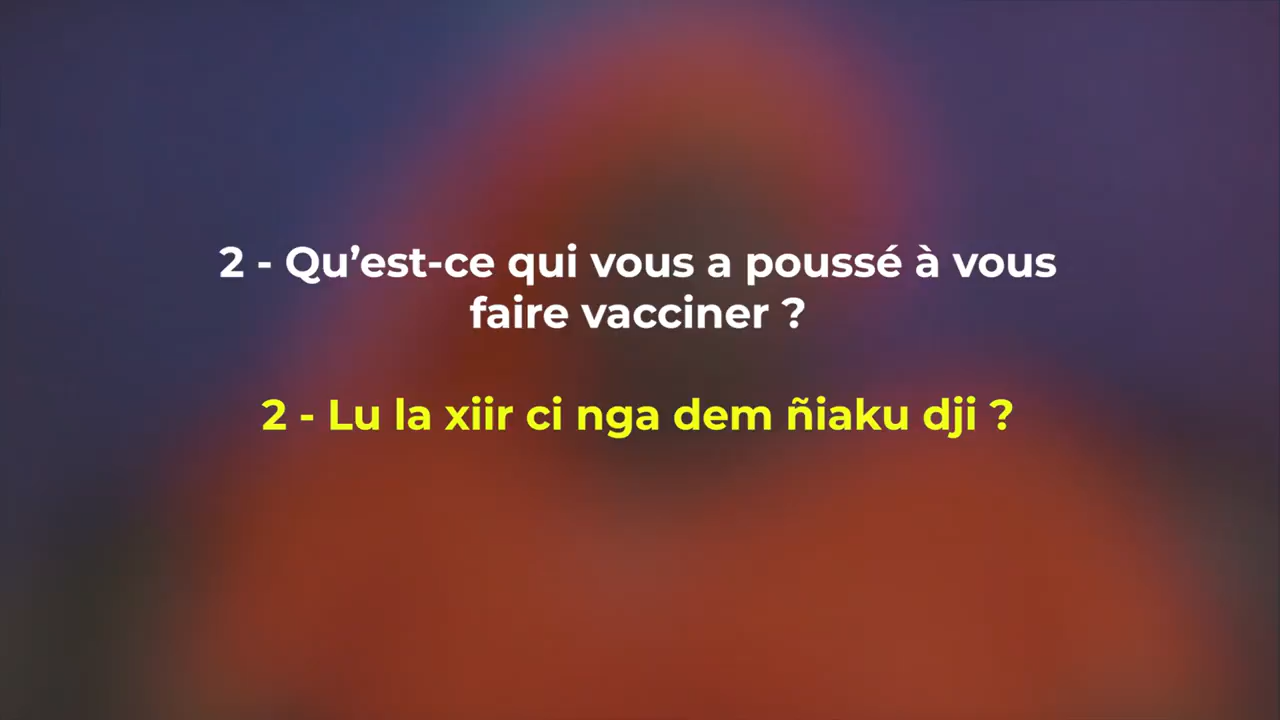 2 - Qu’est-ce qui vous a poussé à vous
faire vacciner ?
2 - Lu la xiir ci nga dem ñiaku dji ?